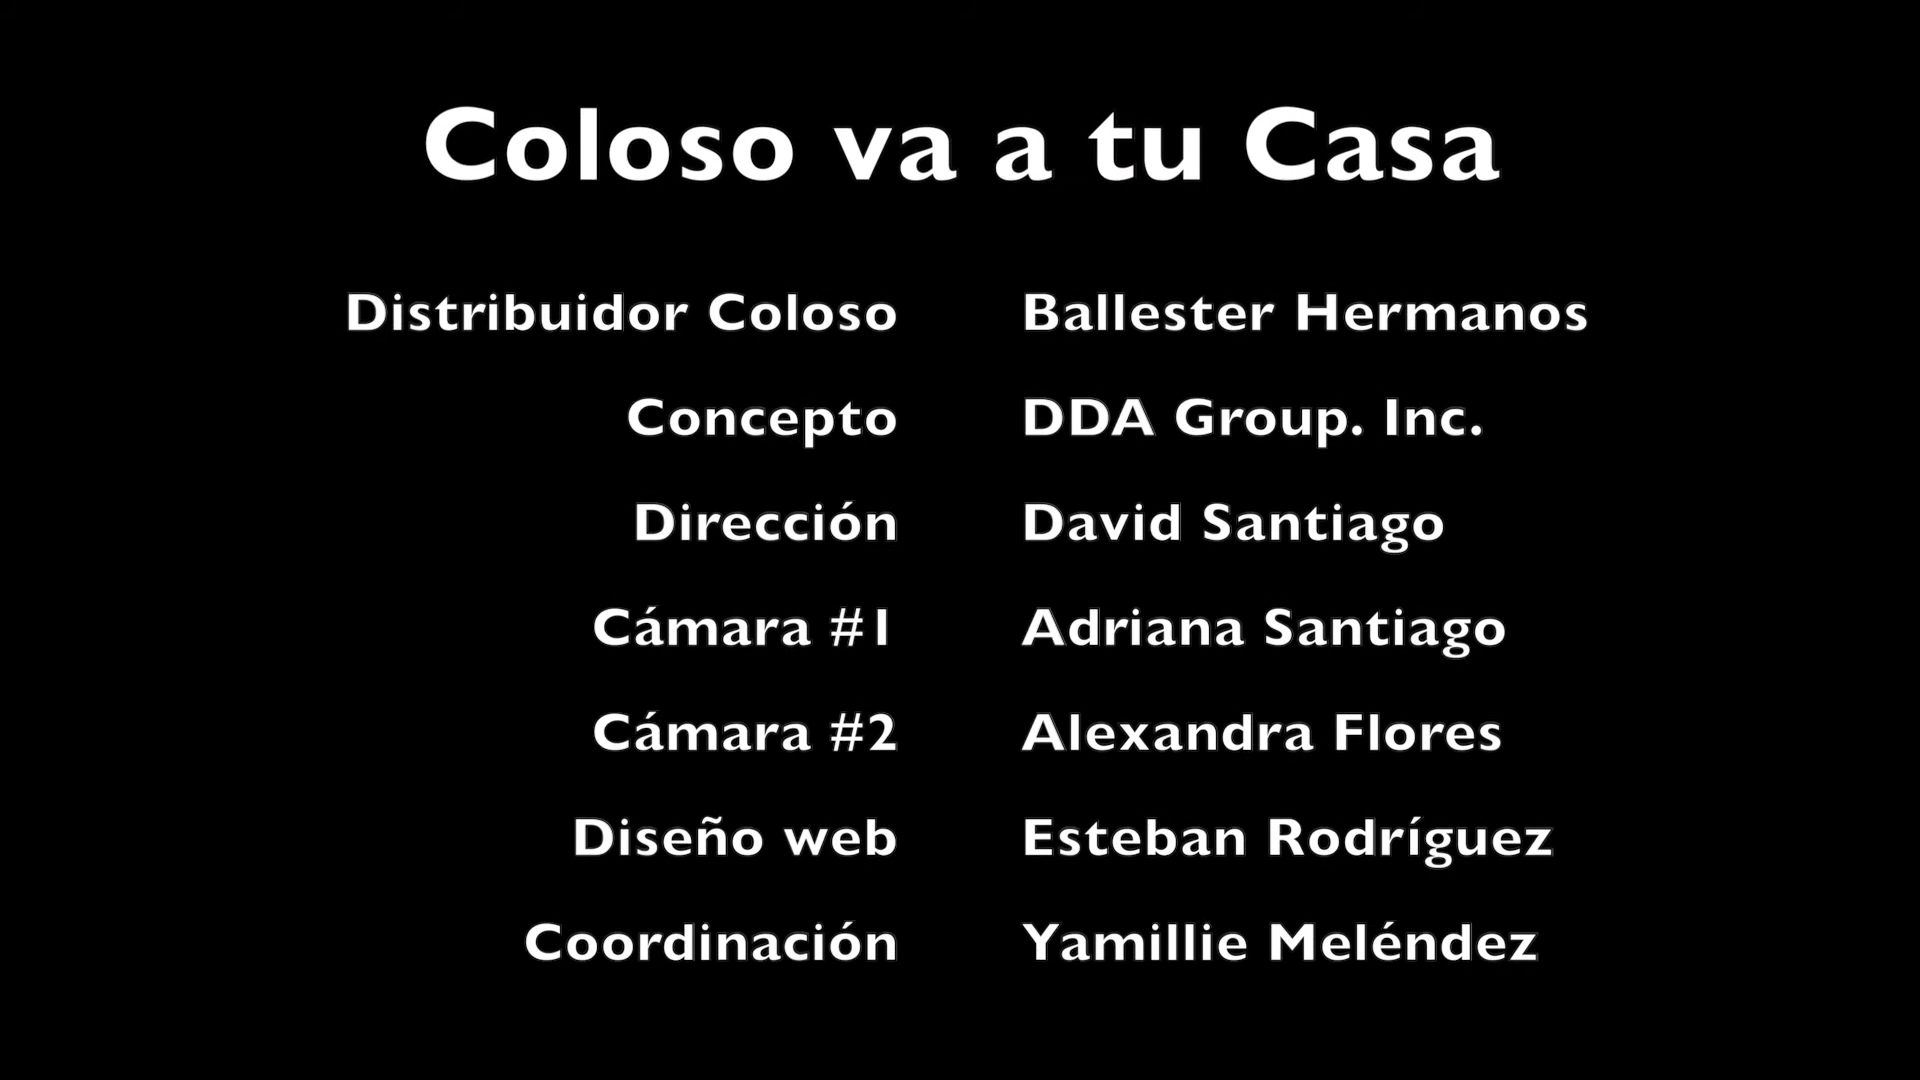 Coloso va a tu Casa
Distribuidor Coloso Ballester Hermanos
Concepto DDA Group. Inc.
Dirección David Santiago
Cámara #1 Adriana Santiago
Cámara #2 Alexandra Flores
Diseño web Esteban Rodríguez
Coordinación Yamillie Meléndez